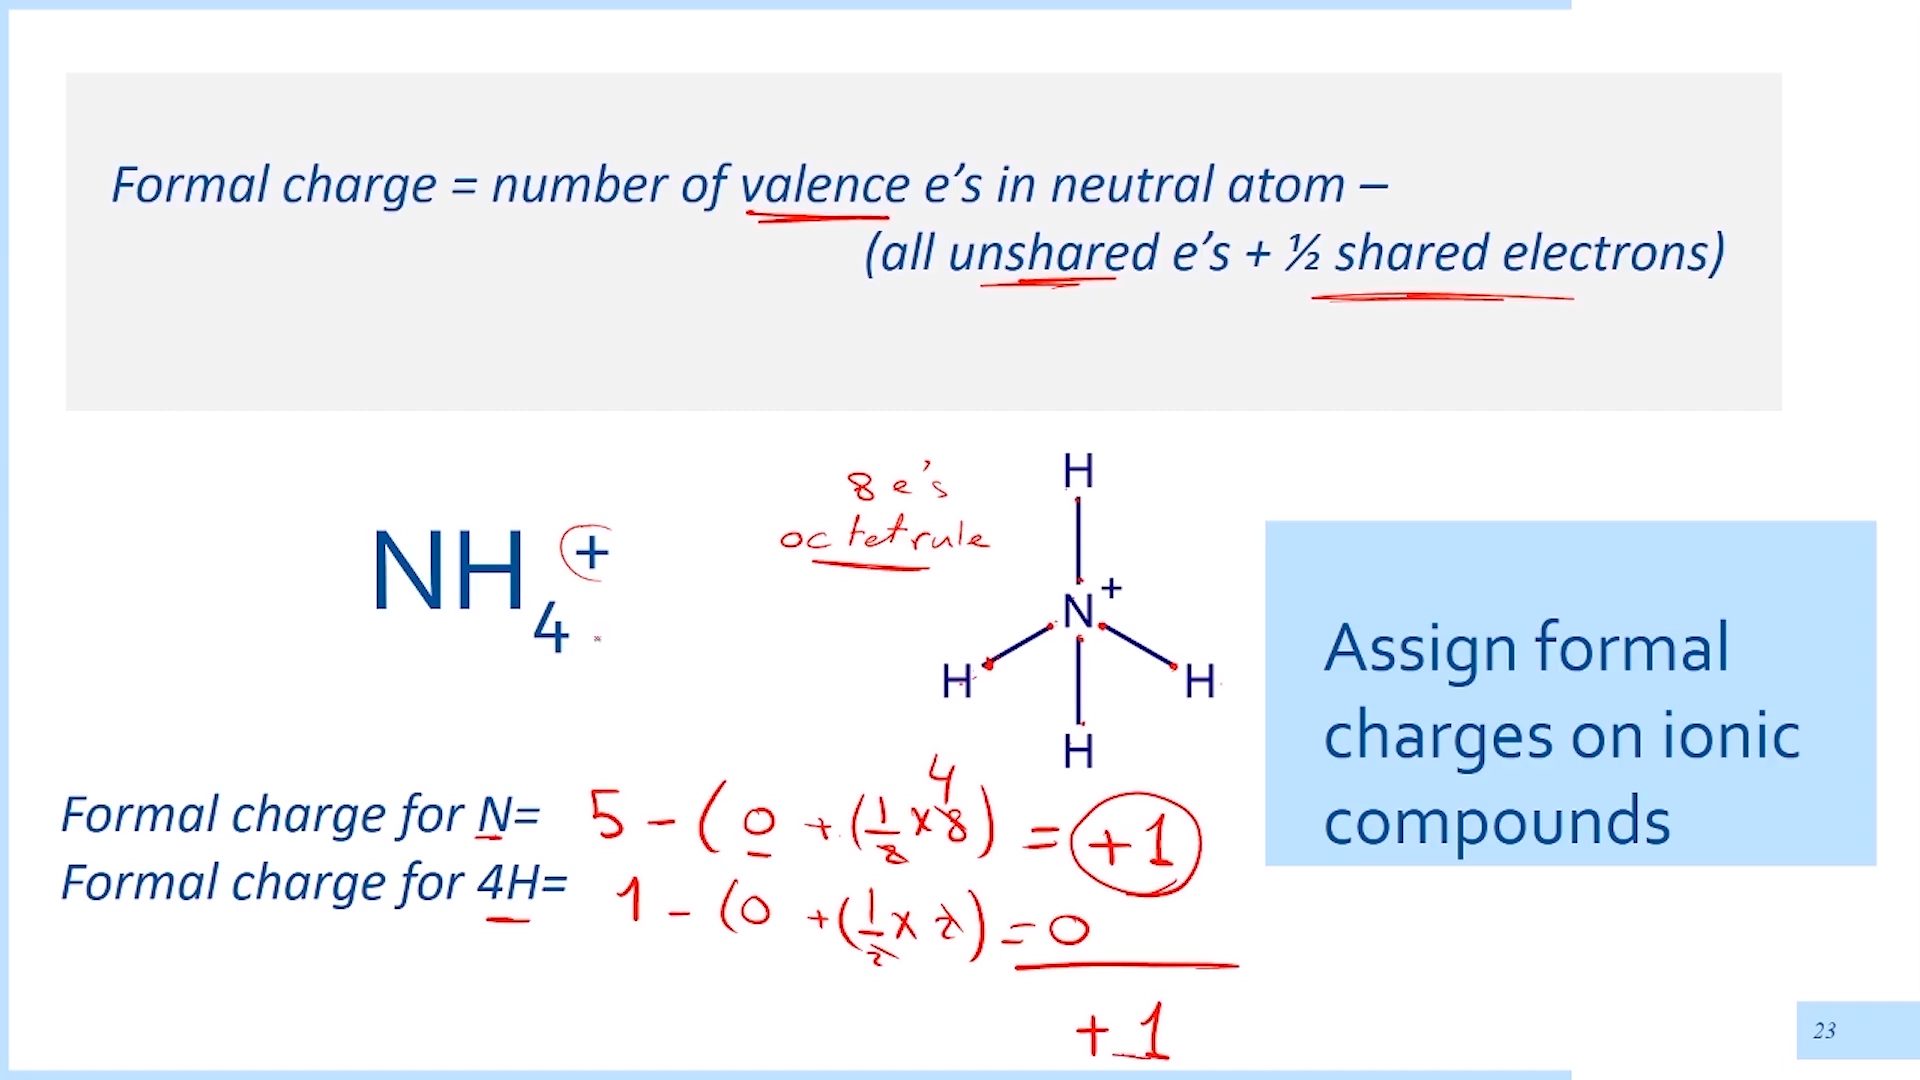 Formal charge = number of valence e's in neutral atom –
(all unshared e's + ½ shared electrons)
8 e's
octet rule
NH4+
H
N+
H H
H
Assign formal
charges on ionic
compounds
4
Formal charge for N= 5 - ( 0 + (1/2 × 8) = +1
Formal charge for 4H= 1 - (0 + (1/2 × 2) = 0
+1
23